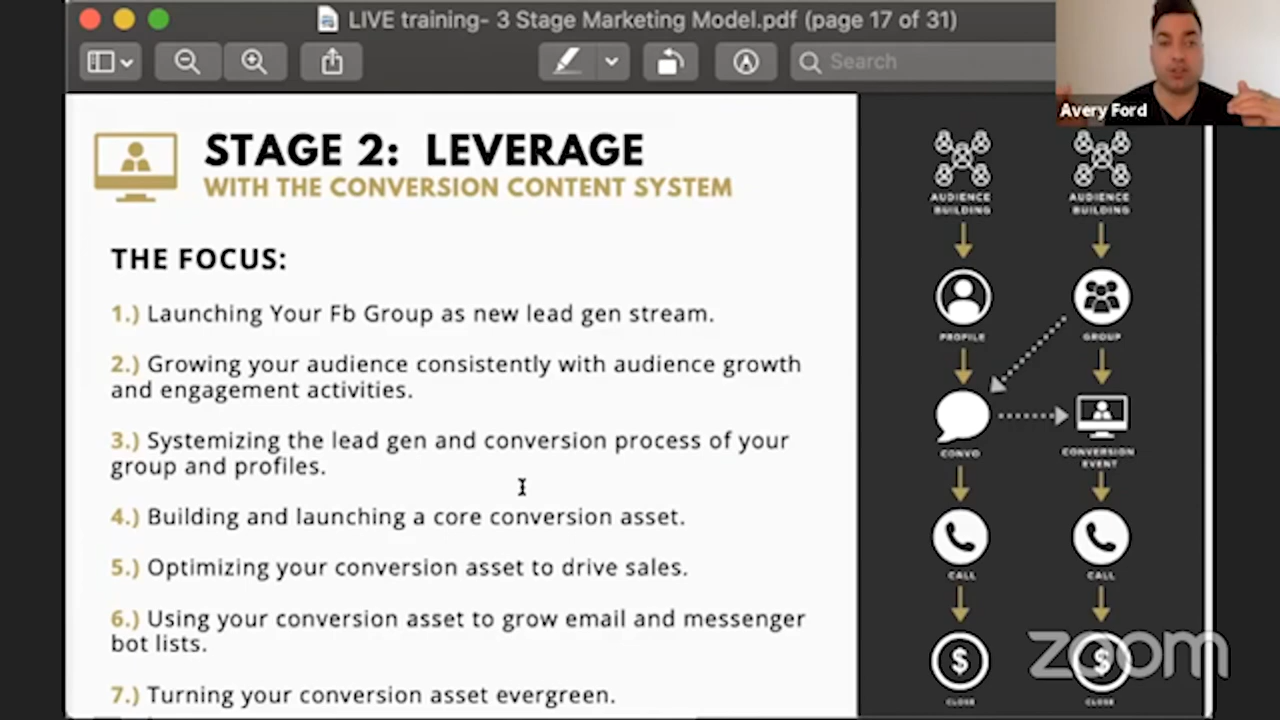 LIVE training- 3 Stage Marketing Model.pdf (page 17 of 31)
Search
Avery Ford
STAGE 2: LEVERAGE
WITH THE CONVERSION CONTENT SYSTEM
THE FOCUS:
1.) Launching Your Fb Group as new lead gen stream.
2.) Growing your audience consistently with audience growth
and engagement activities.
3.) Systemizing the lead gen and conversion process of your
group and profiles.
4.) Building and launching a core conversion asset.
5.) Optimizing your conversion asset to drive sales.
6.) Using your conversion asset to grow email and messenger
bot lists.
7.) Turning your conversion asset evergreen.
AUDIENCE
BUILDING
PROFILE
CONVO
CALL
$
CLOSE
AUDIENCE
BUILDING
GROUP
CONVERSION
EVENT
CALL
$
CLOSE
zoom